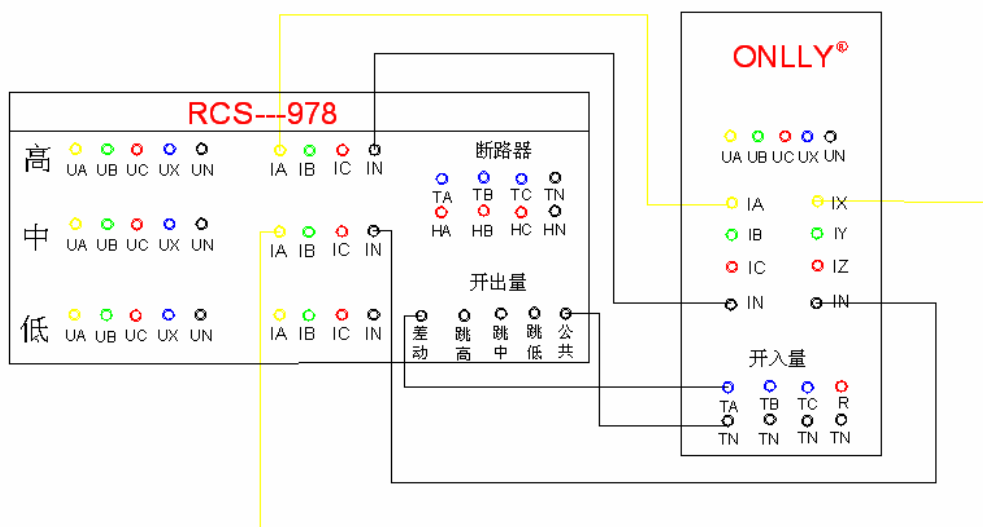 RCS---978
高 UA UB UC UX UN IA IB IC IN
断路器
TA TB TC TN
HA HB HC HN
中 UA UB UC UX UN IA IB IC IN
开出量
低 UA UB UC UX UN IA IB IC IN
差动 跳高 跳中 跳低 公共
ONLLY®
UA UB UC UX UN
IA IX
IB IY
IC IZ
IN IN
开入量
TA TB TC R
TN TN TN TN